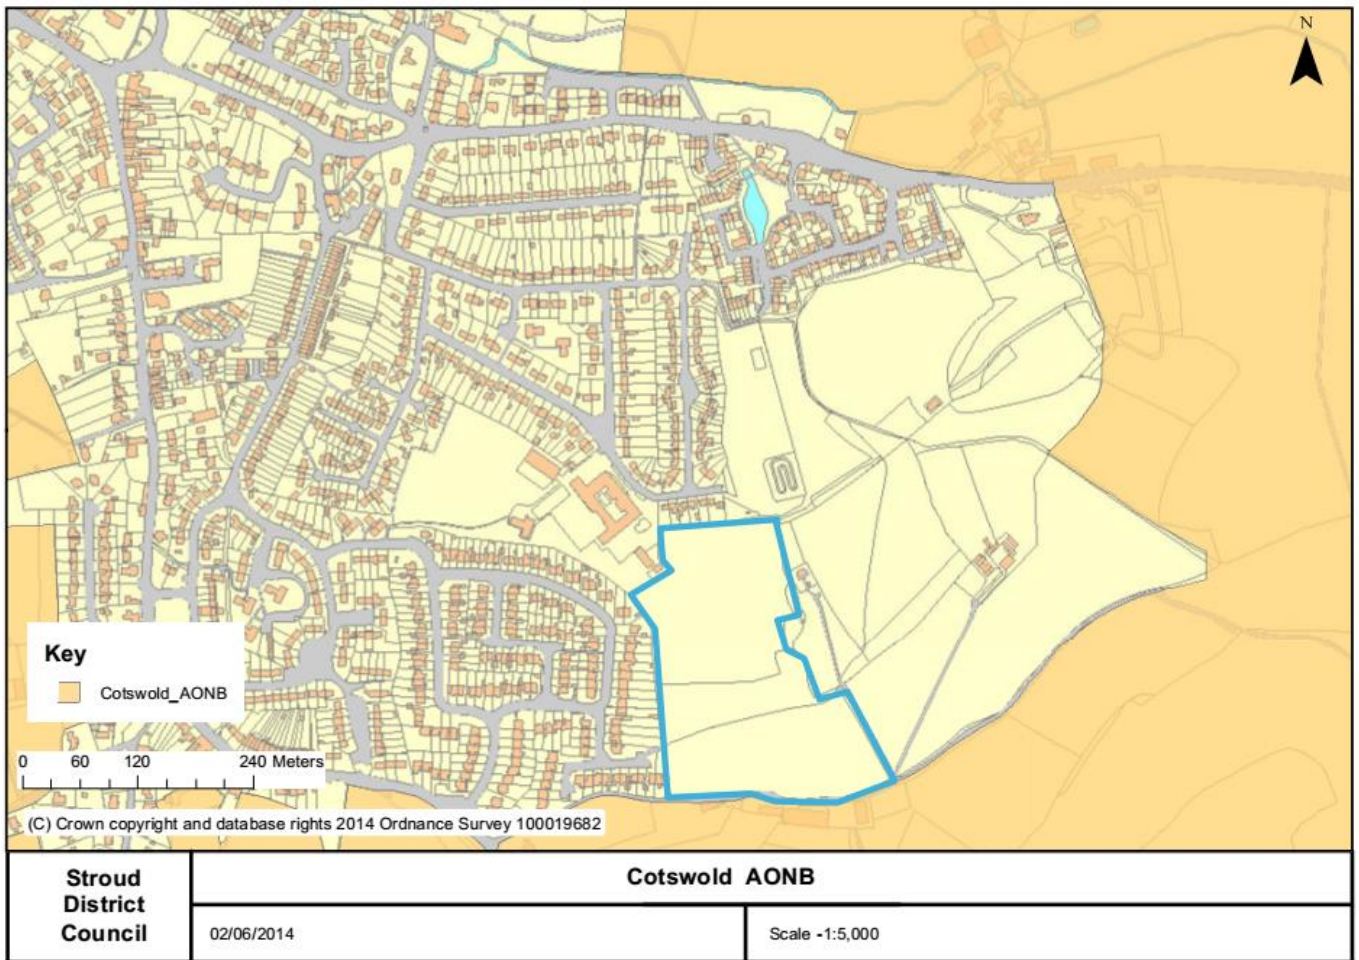 N
Key
Cotswold_AONB
0 60 120 240 Meters
(C) Crown copyright and database rights 2014 Ordnance Survey 100019682
Stroud
District
Council
Cotswold AONB
02/06/2014
Scale -1:5,000